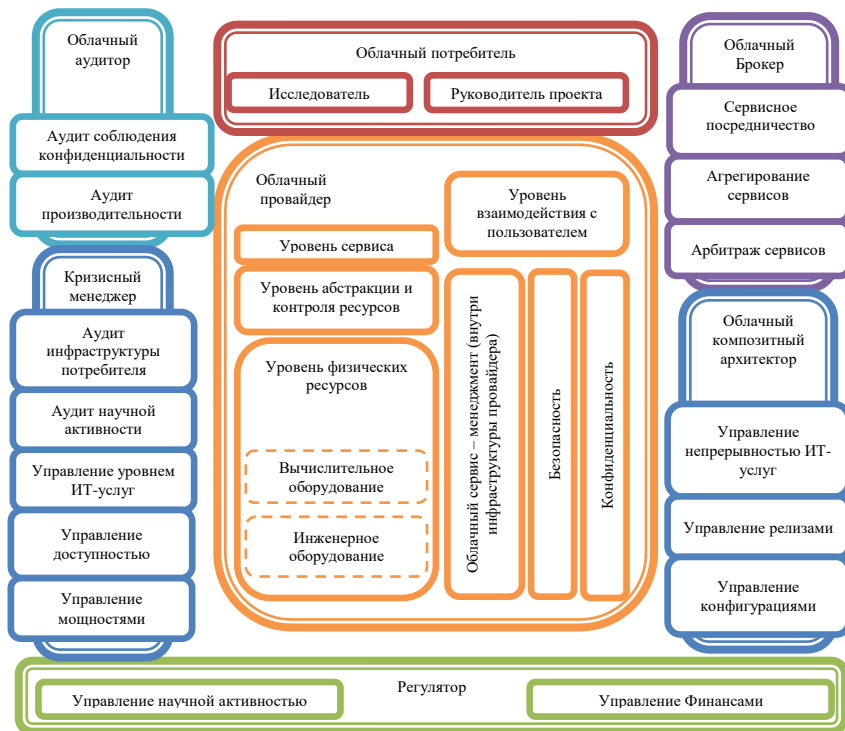 Облачный
аудитор
Аудит соблюдения
конфиденциальности
Аудит
производительности
Кризисный
менеджер
Аудит
инфраструктуры
потребителя
Аудит научной
активности
Управление уровнем
ИТ-услуг
Управление
доступностью
Управление
мощностями
Облачный потребитель
Исследователь
Руководитель проекта
Облачный
провайдер
Уровень
взаимодействия с
пользователем
Уровень сервиса
Уровень абстракции и
контроля ресурсов
Уровень физических
ресурсов
Вычислительное
оборудование
Инженерное
оборудование
Облачный сервис – менеджмент (внутри
инфраструктуры провайдера)
Безопасность
Конфиденциальность
Облачный
Брокер
Сервисное
посредничество
Агрегирование
сервисов
Арбитраж сервисов
Облачный
композитный
архитектор
Управление
непрерывностью ИТ-
услуг
Управление релизами
Управление
конфигурациями
Регулятор
Управление научной активностью
Управление Финансами